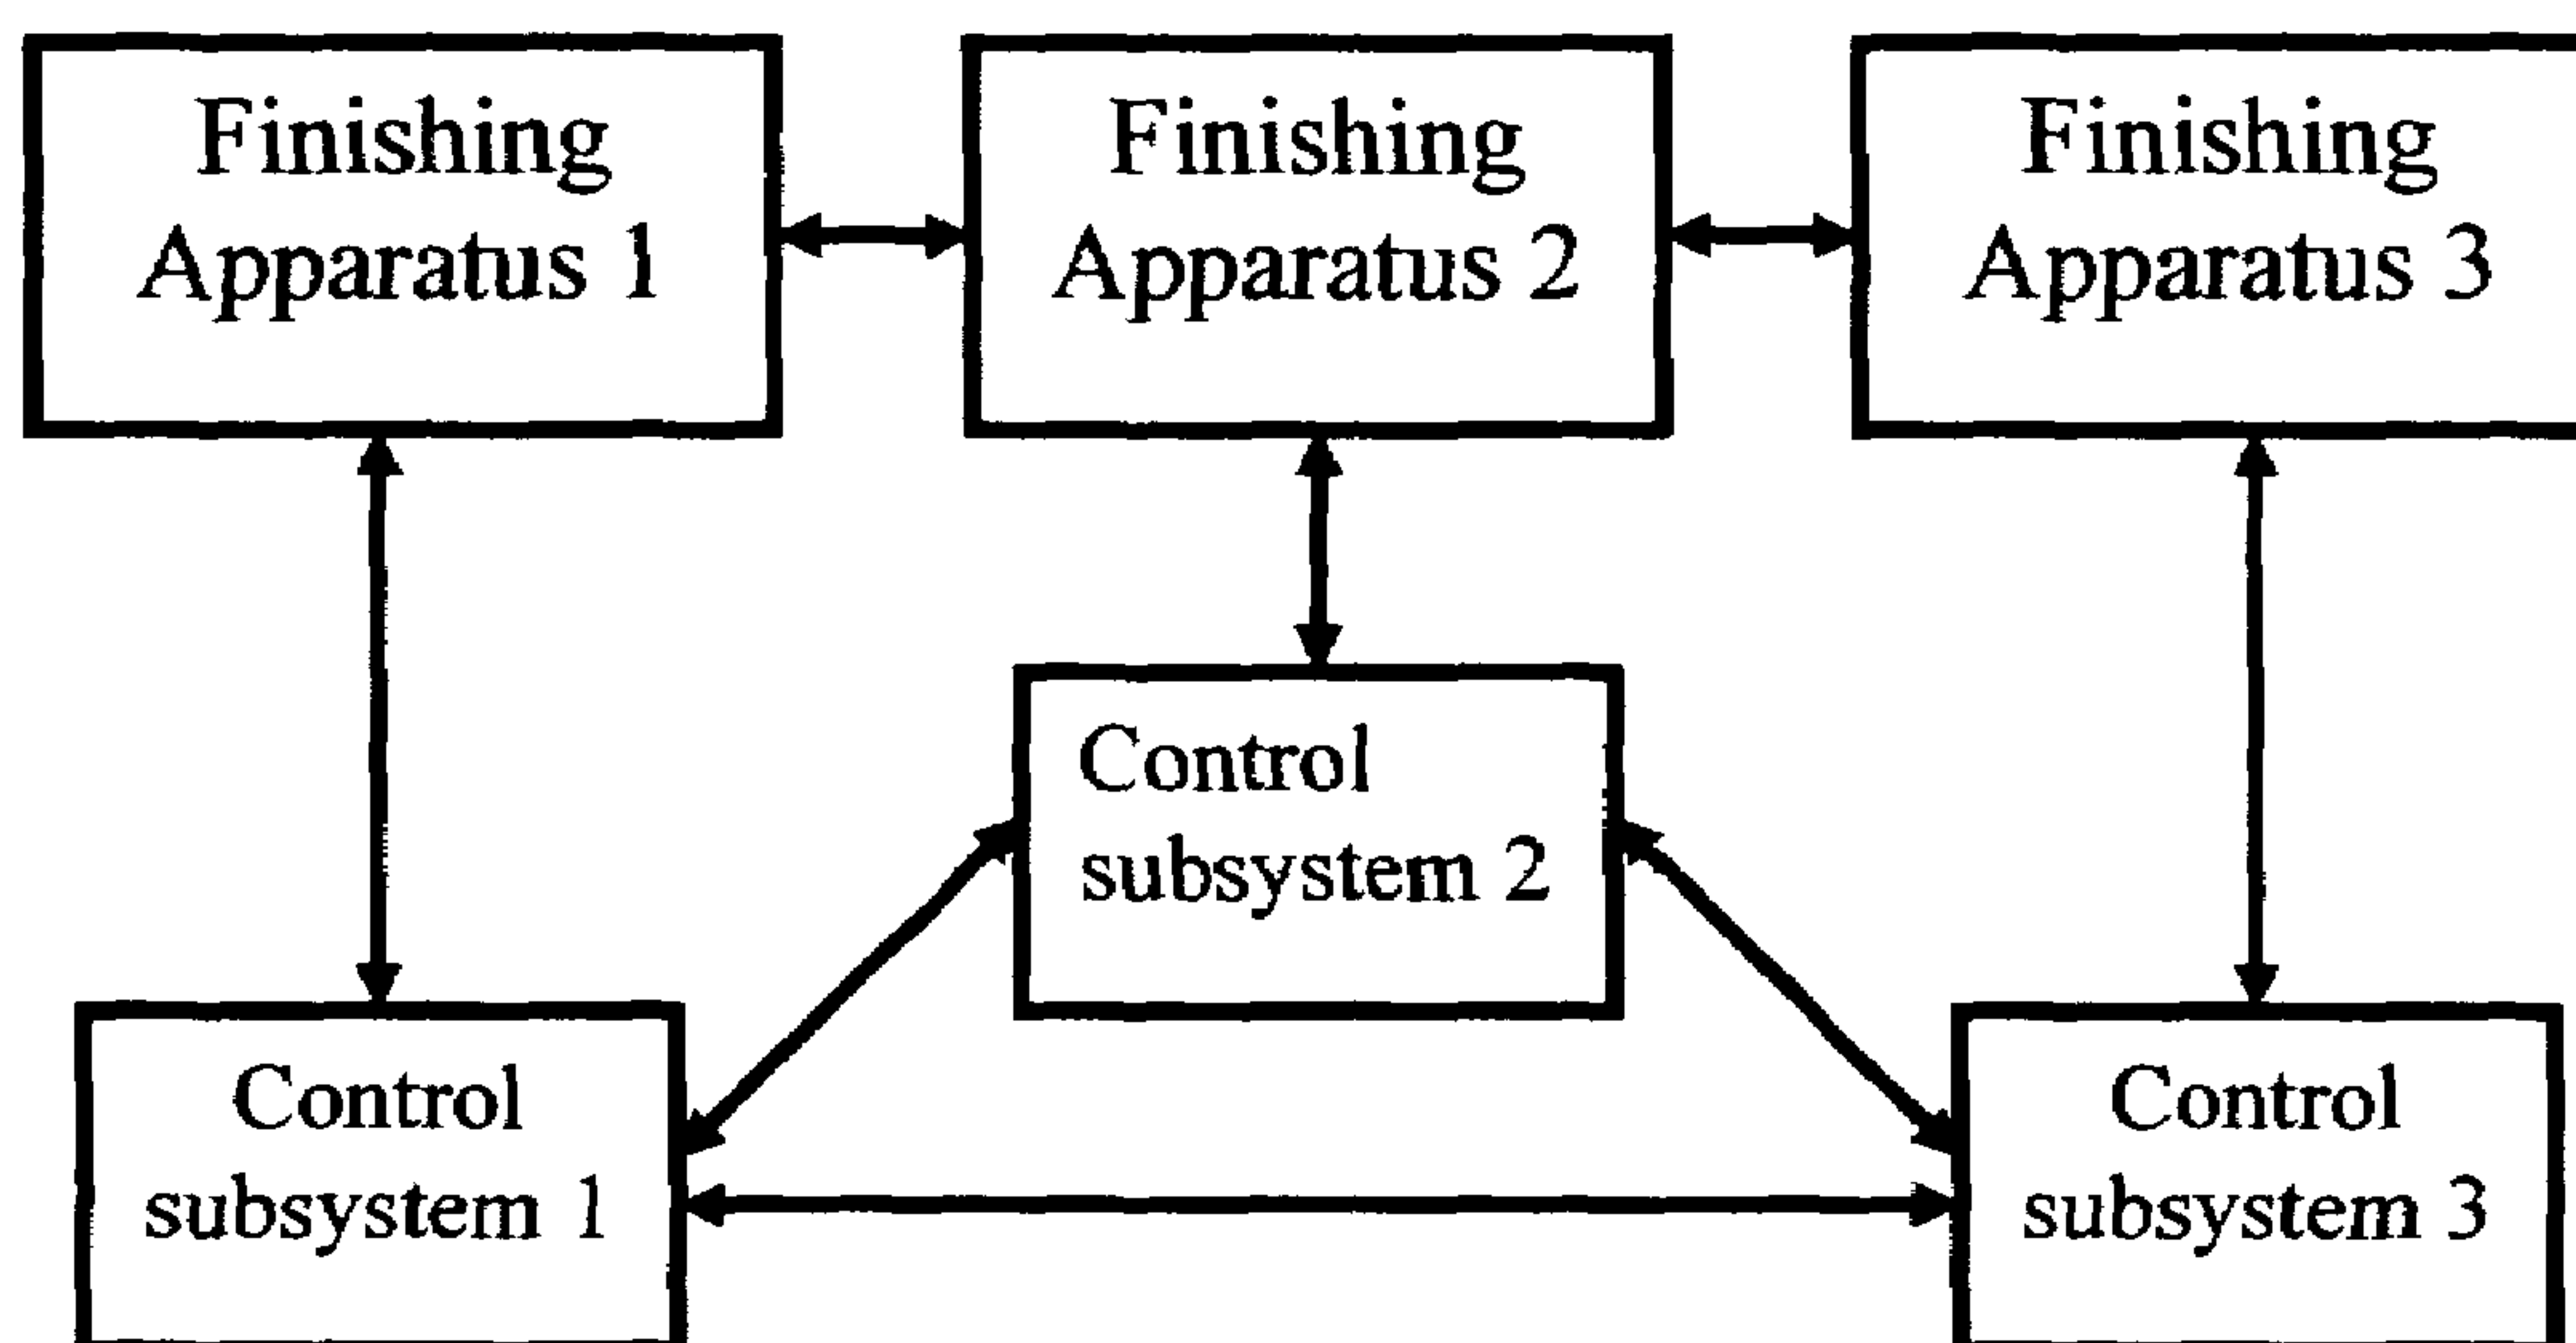 Finishing
Apparatus 1
Finishing
Apparatus 2
Finishing
Apparatus 3
Control
subsystem 2
Control
subsystem 1
Control
subsystem 3